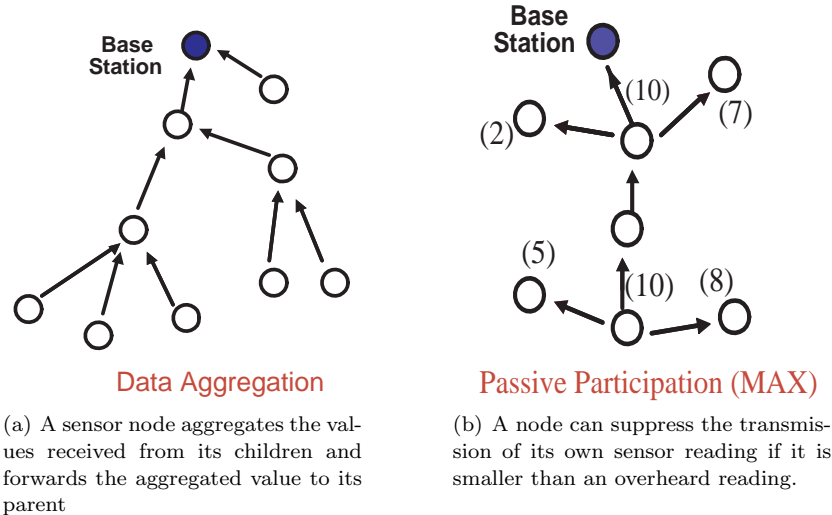 Base
Station
Data Aggregation
(a) A sensor node aggregates the val-
ues received from its children and
forwards the aggregated value to its
parent
Base
Station
(10)
(7)
(2)
(5)
(10)
(8)
Passive Participation (MAX)
(b) A node can suppress the transmis-
sion of its own sensor reading if it is
smaller than an overheard reading.